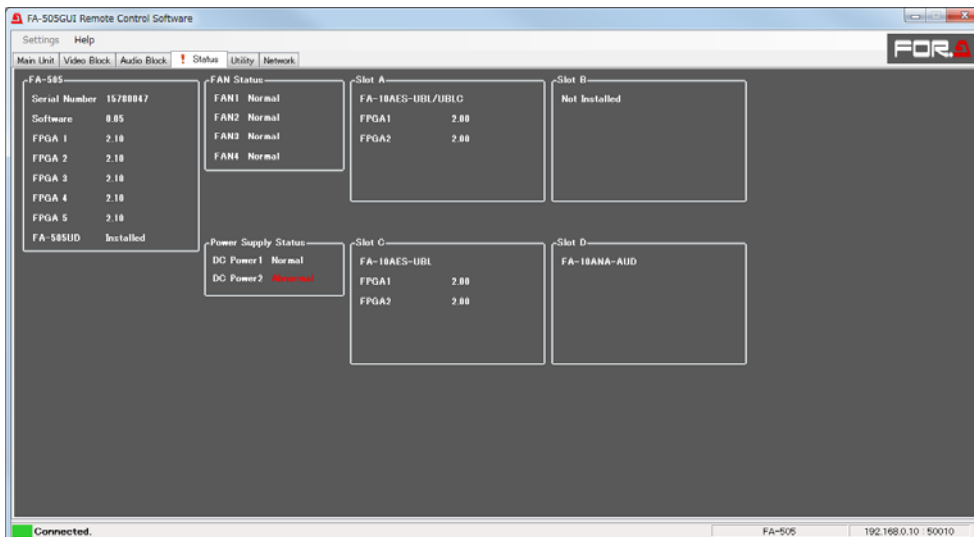 FA-505GUI Remote Control Software
Settings Help
FOR.A
Main Unit Video Block Audio Block ! Status Utility Network
FA-505
Serial Number 15780047
Software 0.05
FPGA 1 2.10
FPGA 2 2.10
FPGA 3 2.10
FPGA 4 2.10
FPGA 5 2.10
FA-505UD Installed
FAN Status
FAN1 Normal
FAN2 Normal
FAN3 Normal
FAN4 Normal
Power Supply Status
DC Power1 Normal
DC Power2 Abnormal
Slot A
FA-10AES-UBL/UBLC
FPGA1 2.00
FPGA2 2.00
Slot B
Not Installed
Slot C
FA-10AES-UBL
FPGA1 2.00
FPGA2 2.00
Slot D
FA-10ANA-AUD
Connected.
FA-505
192.168.0.10 : 50010